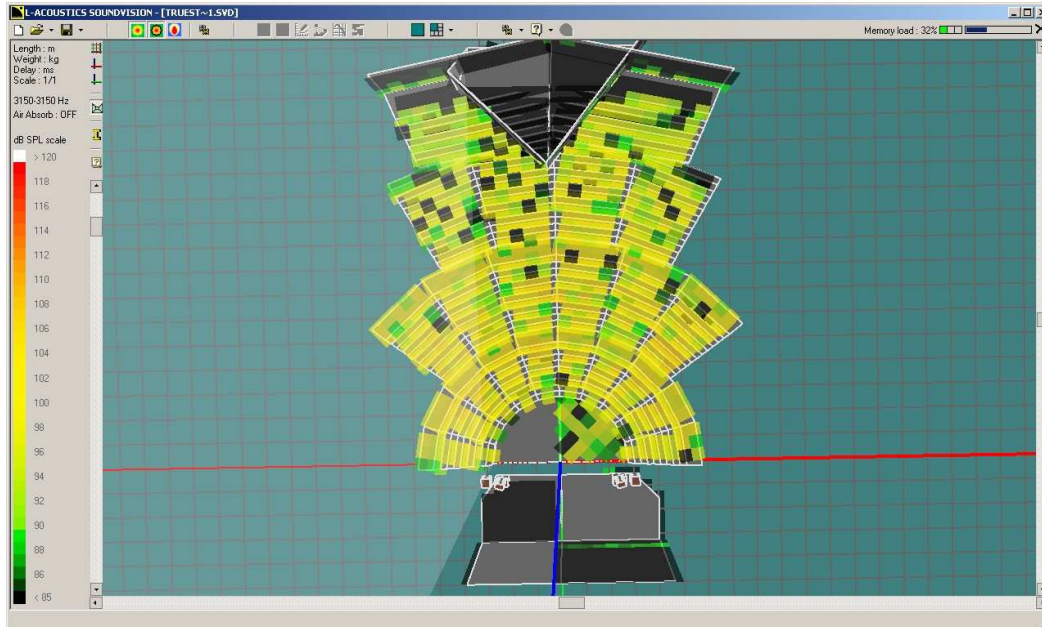 L-ACOUSTICS SOUNDVISION - [TRUEST~1.SVD]
Memory load : 32%
Length : m
Weight : kg
Delay : ms
Scale : 1/1
3150-3150 Hz
Air Absorb : OFF
dB SPL scale
> 120
118
116
114
112
110
108
106
104
102
100
98
96
94
92
90
88
86
< 85